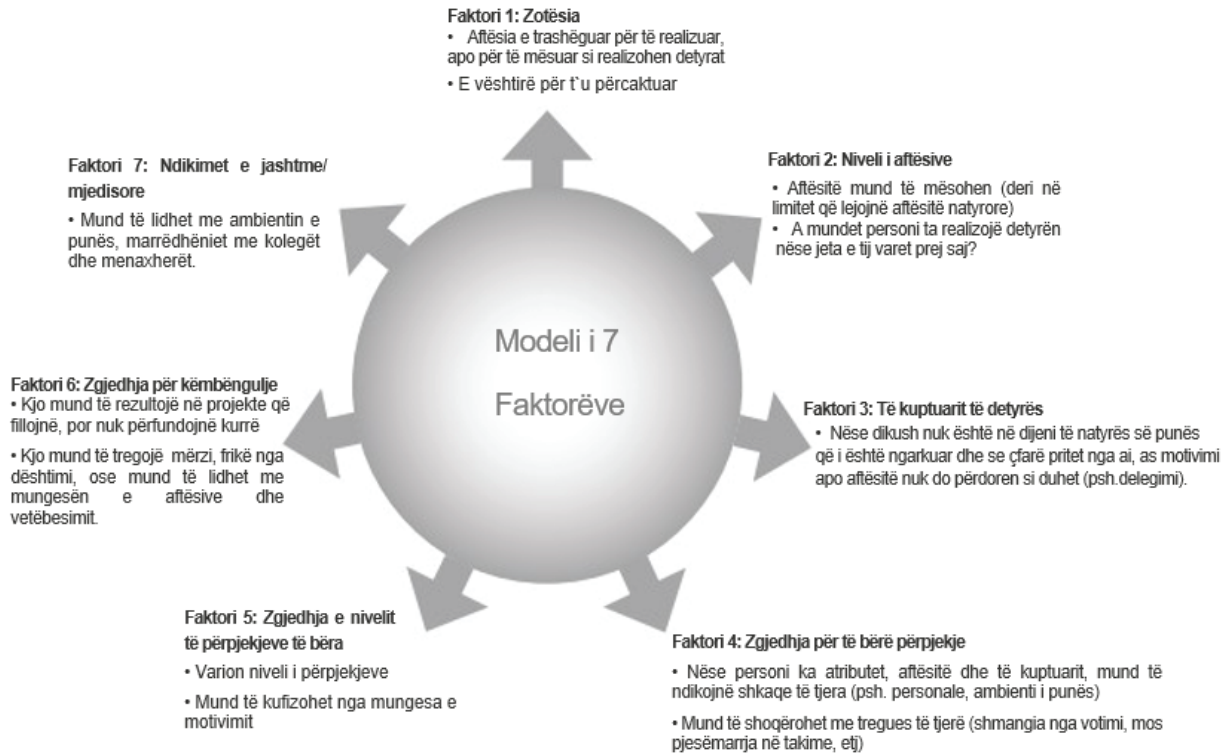 Faktori 1: Zotësia
• Aftësia e trashëguar për të realizuar,
apo për të mësuar si realizohen detyrat
• E vështirë për t`u përcaktuar
Faktori 2: Niveli i aftësive
• Aftësitë mund të mësohen (deri në
limitet që lejojnë aftësitë natyrore)
• A mundet personi ta realizojë detyrën
nëse jeta e tij varet prej saj?
Faktori 3: Të kuptuarit të detyrës
• Nëse dikush nuk është në dijeni të natyrës së punës
që i është ngarkuar dhe se çfarë pritet nga ai, as motivimi
apo aftësitë nuk do përdoren si duhet (psh.delegimi).
Faktori 4: Zgjedhja për të bërë përpjekje
• Nëse personi ka atributet, aftësitë dhe të kuptuarit, mund të
ndikojnë shkaqe të tjera (psh. personale, ambienti i punës)
• Mund të shoqërohet me tregues të tjerë (shmangia nga votimi, mos
pjesëmarrja në takime, etj)
Faktori 5: Zgjedhja e nivelit
të përpjekjeve të bëra
• Varion niveli i përpjekjeve
• Mund të kufizohet nga mungesa e
motivimit
Faktori 6: Zgjedhja për këmbëngulje
• Kjo mund të rezultojë në projekte që
fillojnë, por nuk përfundojnë kurrë
• Kjo mund të tregojë mërzi, frikë nga
dështimi, ose mund të lidhet me
mungesën e aftësive dhe
vetëbesimit.
Faktori 7: Ndikimet e jashtme/
mjedisore
• Mund të lidhet me ambientin e
punës, marrëdhëniet me kolegët
dhe menaxherët.
Modeli i 7
Faktorëve